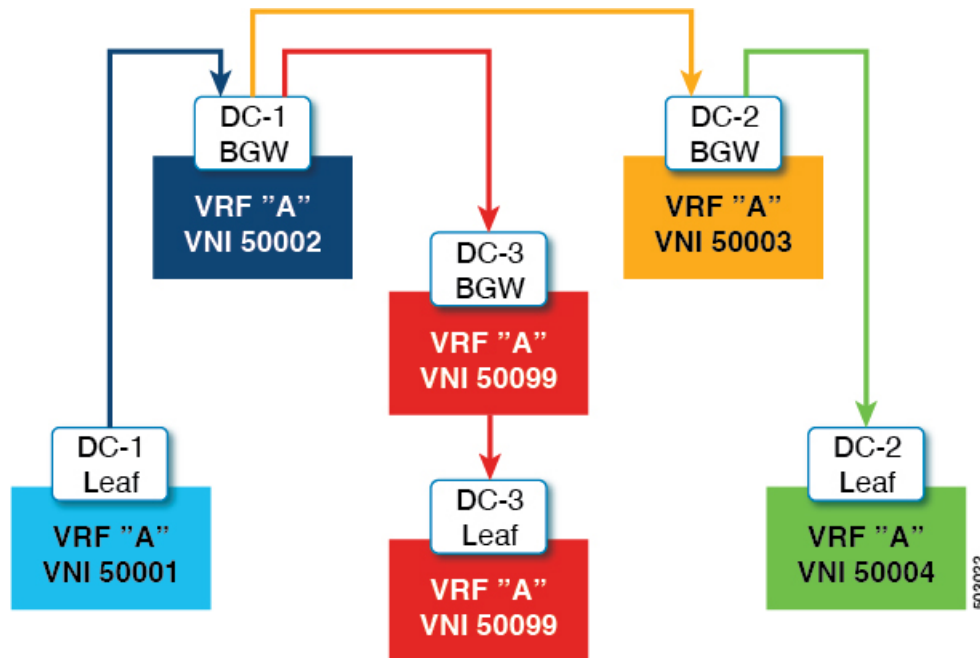 DC-1
BGW
VRF ”A”
VNI 50002
DC-2
BGW
VRF ”A”
VNI 50003
DC-3
BGW
VRF ”A”
VNI 50099
DC-1
Leaf
VRF ”A”
VNI 50001
DC-3
Leaf
VRF ”A”
VNI 50099
DC-2
Leaf
VRF ”A”
VNI 50004